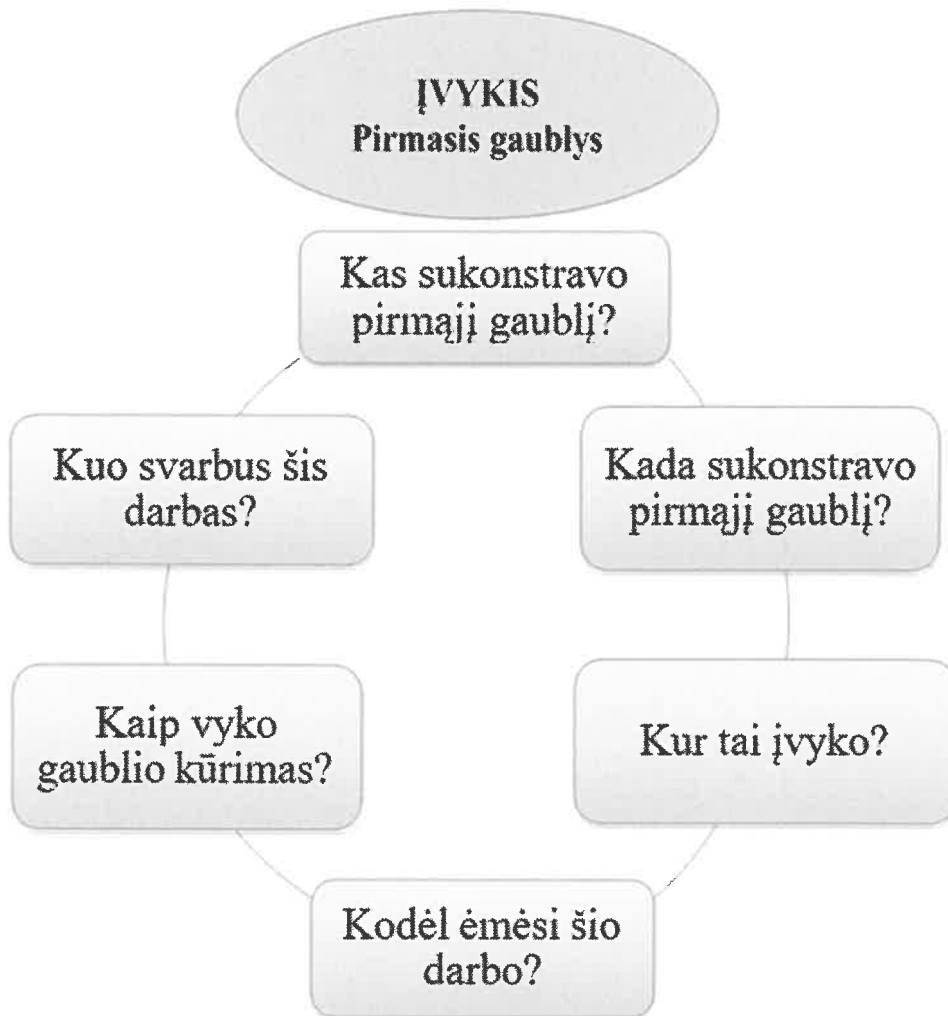 ĮVYKIS
Pirmasis gaublys
Kas sukonstravo
pirmąjį gaublį?
Kuo svarbus šis
darbas?
Kada sukonstravo
pirmąjį gaublį?
Kaip vyko
gaublio kūrimas?
Kur tai įvyko?
Kodėl ėmėsi šio
darbo?